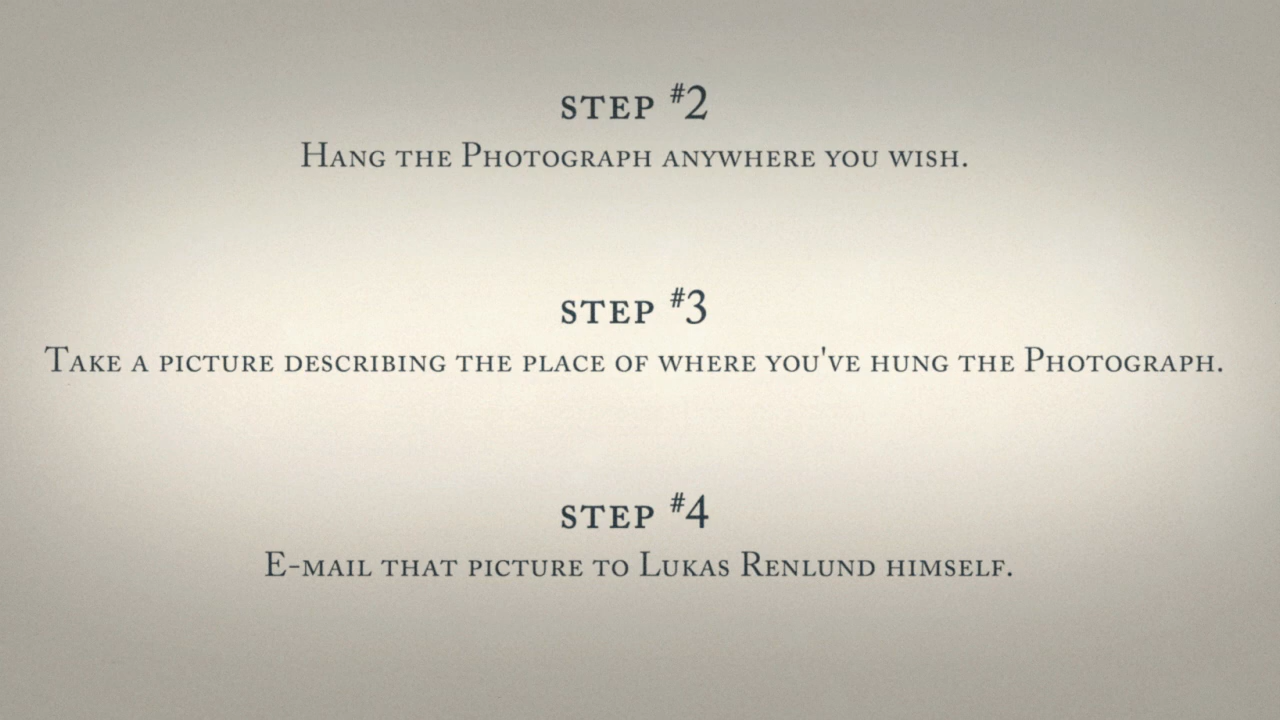 STEP #2
Hang the Photograph anywhere you wish.
STEP #3
Take a picture describing the place of where you've hung the Photograph.
STEP #4
E-mail that picture to Lukas Renlund himself.